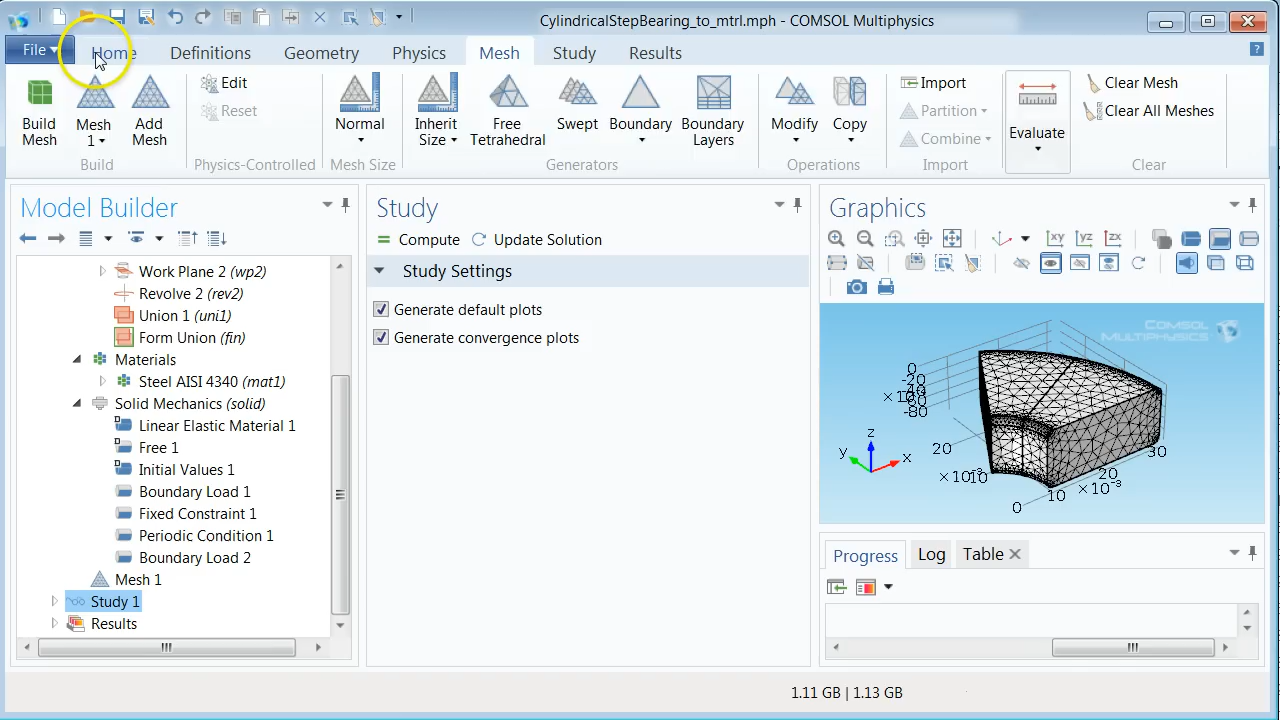 CylindricalStepBearing_to_mtrl.mph - COMSOL Multiphysics
File Home Definitions Geometry Physics Mesh Study Results
Build Mesh
Mesh 1
Add Mesh
Build
Edit
Reset
Physics-Controlled
Normal
Mesh Size
Inherit Size
Free Tetrahedral
Swept
Boundary
Boundary Layers
Generators
Modify
Copy
Operations
Import
Partition
Combine
Import
Evaluate
Clear Mesh
Clear All Meshes
Clear
Model Builder
Work Plane 2 (wp2)
Revolve 2 (rev2)
Union 1 (uni1)
Form Union (fin)
Materials
Steel AISI 4340 (mat1)
Solid Mechanics (solid)
Linear Elastic Material 1
Free 1
Initial Values 1
Boundary Load 1
Fixed Constraint 1
Periodic Condition 1
Boundary Load 2
Mesh 1
Study 1
Results
Study
Compute Update Solution
Study Settings
Generate default plots
Generate convergence plots
Graphics
xy yz zx
COMSOL
MULTIPHYSICS
0
-20
-80
20
10
0
10
20
30
×10⁻³
z
y
x
Progress Log Table
1.11 GB | 1.13 GB